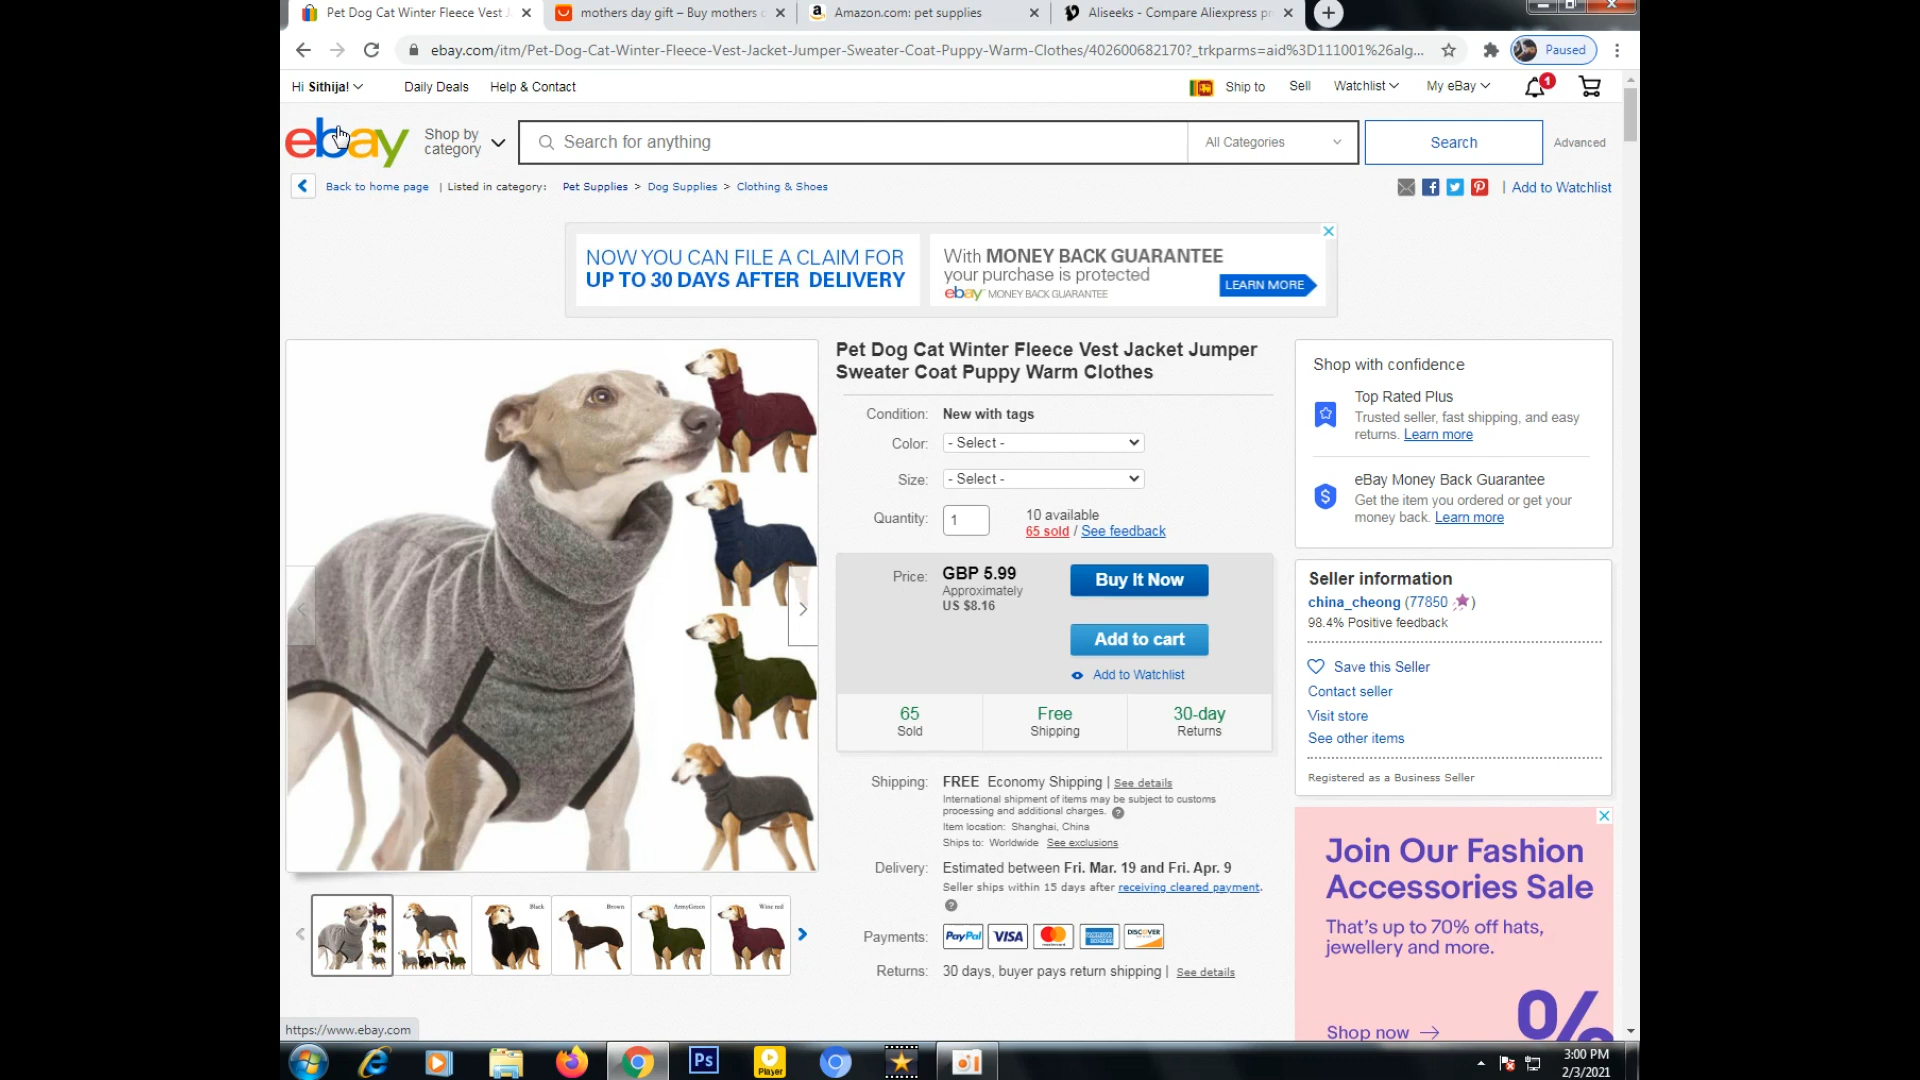 Pet Dog Cat Winter Fleece Vest J
mothers day gift – Buy mothers
Amazon.com: pet supplies
Aliseeks - Compare Aliexpress pr
ebay.com/itm/Pet-Dog-Cat-Winter-Fleece-Vest-Jacket-Jumper-Sweater-Coat-Puppy-Warm-Clothes/402600682170?_trkparms=aid%3D111001%26alg...
Paused
Hi Sithija!
Daily Deals
Help & Contact
Ship to
Sell
Watchlist
My eBay
1
ebay
Shop by
category
Search for anything
All Categories
Search
Advanced
Back to home page | Listed in category: Pet Supplies > Dog Supplies > Clothing & Shoes
| Add to Watchlist
NOW YOU CAN FILE A CLAIM FOR
UP TO 30 DAYS AFTER DELIVERY
With MONEY BACK GUARANTEE
your purchase is protected
ebay MONEY BACK GUARANTEE
LEARN MORE
Pet Dog Cat Winter Fleece Vest Jacket Jumper
Sweater Coat Puppy Warm Clothes
Condition: New with tags
Color: - Select -
Size: - Select -
Quantity: 1
10 available
65 sold / See feedback
Price: GBP 5.99
Approximately
US $8.16
Buy It Now
Add to cart
Add to Watchlist
65
Sold
Free
Shipping
30-day
Returns
Shipping: FREE Economy Shipping | See details
International shipment of items may be subject to customs
processing and additional charges.
Item location: Shanghai, China
Ships to: Worldwide See exclusions
Delivery: Estimated between Fri. Mar. 19 and Fri. Apr. 9
Seller ships within 15 days after receiving cleared payment.
Payments: PayPal VISA DISCOVER
Returns: 30 days, buyer pays return shipping | See details
Black
Brown
ArmyGreen
Wine red
Shop with confidence
Top Rated Plus
Trusted seller, fast shipping, and easy
returns. Learn more
eBay Money Back Guarantee
Get the item you ordered or get your
money back. Learn more
Seller information
china_cheong (77850 )
98.4% Positive feedback
Save this Seller
Contact seller
Visit store
See other items
Registered as a Business Seller
Join Our Fashion
Accessories Sale
That's up to 70% off hats,
jewellery and more.
Shop now →
%
https://www.ebay.com
Ps
Player
3:00 PM
2/3/2021